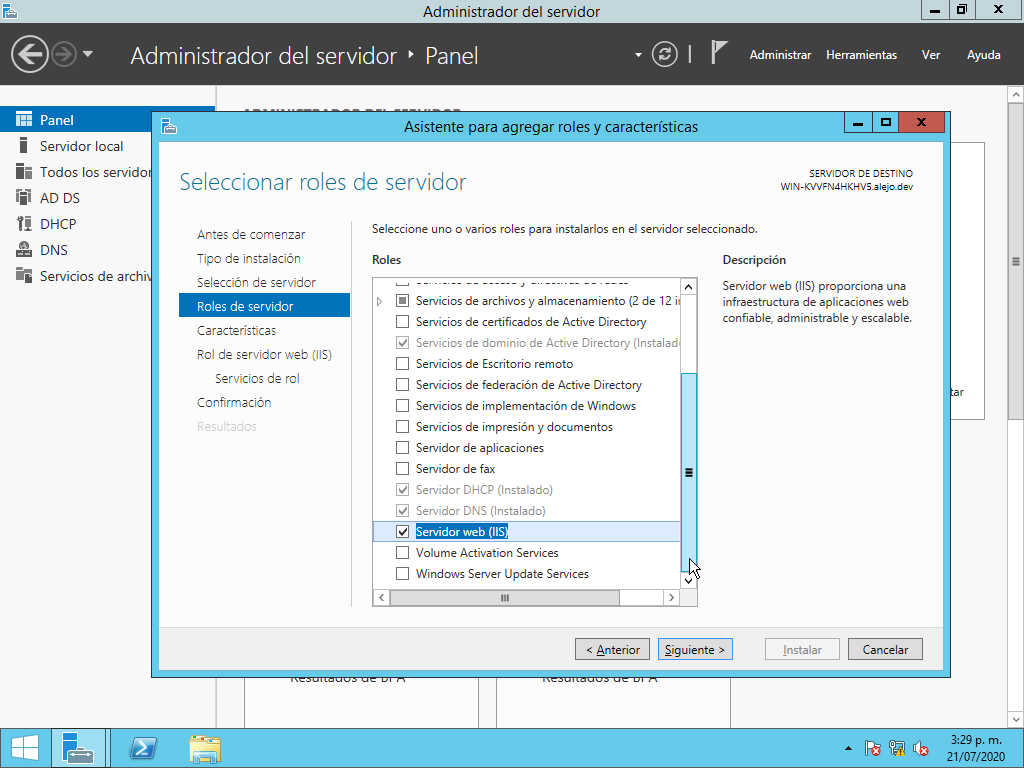 Administrador del servidor
Administrador del servidor • Panel
Administrar Herramientas Ver Ayuda
ADMINISTRADOR DEL SERVIDOR
Panel
Servidor local
Todos los servidor
AD DS
DHCP
DNS
Servicios de archiv
Asistente para agregar roles y características
Seleccionar roles de servidor
SERVIDOR DE DESTINO
WIN-KVVFN4HKHV5.alejo.dev
Antes de comenzar
Tipo de instalación
Selección de servidor
Roles de servidor
Características
Rol de servidor web (IIS)
Servicios de rol
Confirmación
Resultados
Seleccione uno o varios roles para instalarlos en el servidor seleccionado.
Roles
Servicios de archivos y almacenamiento (2 de 12 i
Servicios de certificados de Active Directory
Servicios de dominio de Active Directory (Instalad
Servicios de Escritorio remoto
Servicios de federación de Active Directory
Servicios de implementación de Windows
Servicios de impresión y documentos
Servidor de aplicaciones
Servidor de fax
Servidor DHCP (Instalado)
Servidor DNS (Instalado)
Servidor web (IIS)
Volume Activation Services
Windows Server Update Services
Descripción
Servidor web (IIS) proporciona una
infraestructura de aplicaciones web
confiable, administrable y escalable.
tar
< Anterior Siguiente > Instalar Cancelar
Resultados de BPA Resultados de BPA
3:29 p. m.
21/07/2020